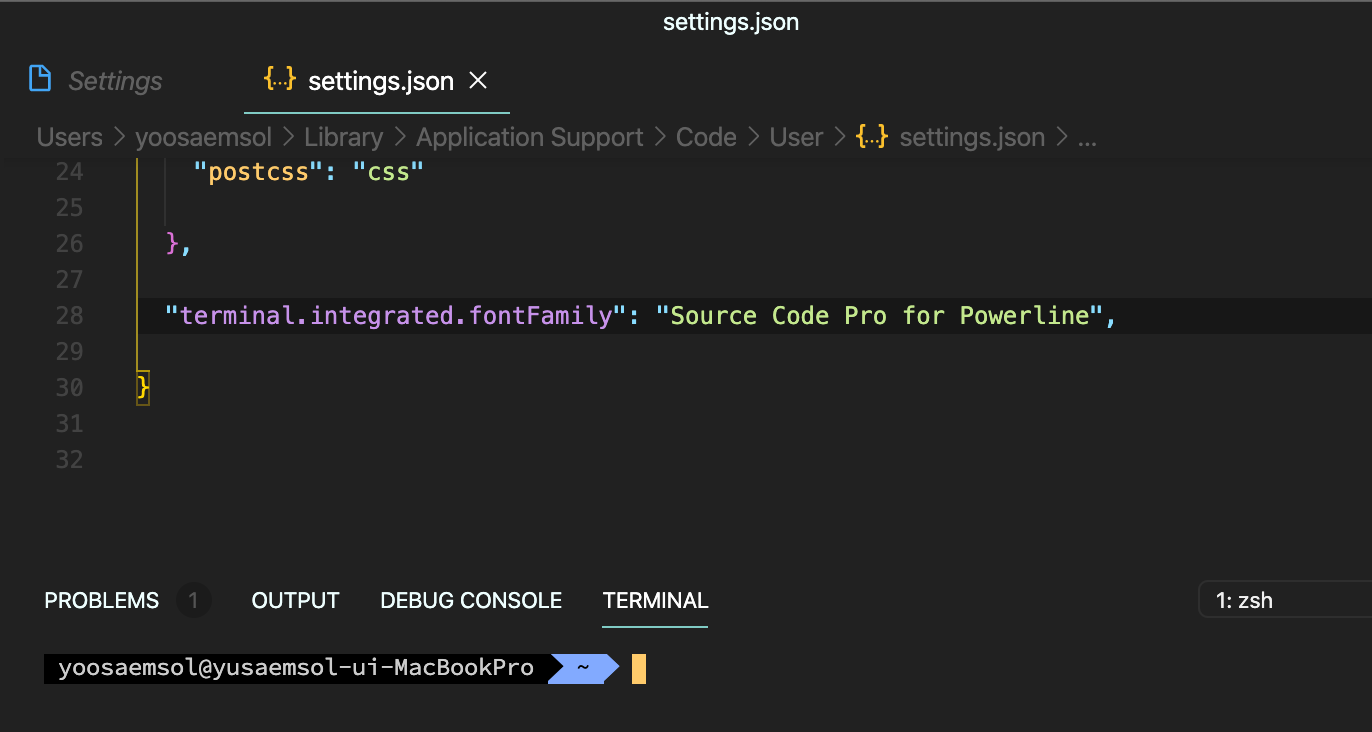 settings.json
Settings {..} settings.json ×
Users > yoosaemsol > Library > Application Support > Code > User > {..} settings.json > ...
24 "postcss": "css"
25
26 },
27
28 "terminal.integrated.fontFamily": "Source Code Pro for Powerline",
29
30 }
31
32
PROBLEMS 1 OUTPUT DEBUG CONSOLE TERMINAL 1: zsh
yoosaemsol@yusaemsol-ui-MacBookPro ~